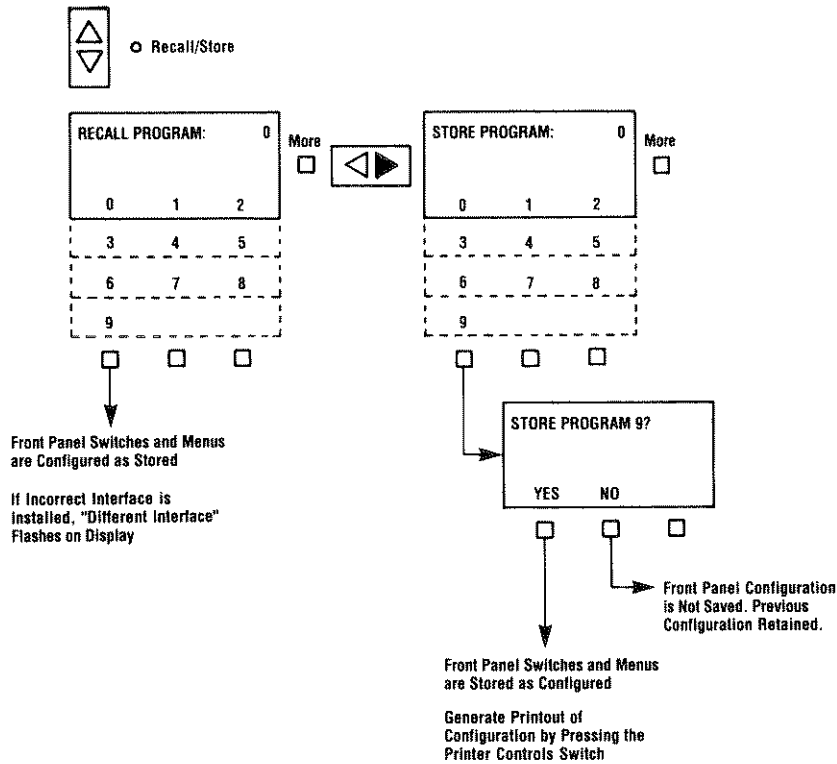 Recall/Store
RECALL PROGRAM: 0
More
0 1 2
3 4 5
6 7 8
9
Front Panel Switches and Menus
are Configured as Stored
If Incorrect Interface is
installed, "Different Interface"
Flashes on Display
STORE PROGRAM: 0
More
0 1 2
3 4 5
6 7 8
9
STORE PROGRAM 9?
YES NO
Front Panel Configuration
is Not Saved. Previous
Configuration Retained.
Front Panel Switches and Menus
are Stored as Configured
Generate Printout of
Configuration by Pressing the
Printer Controls Switch